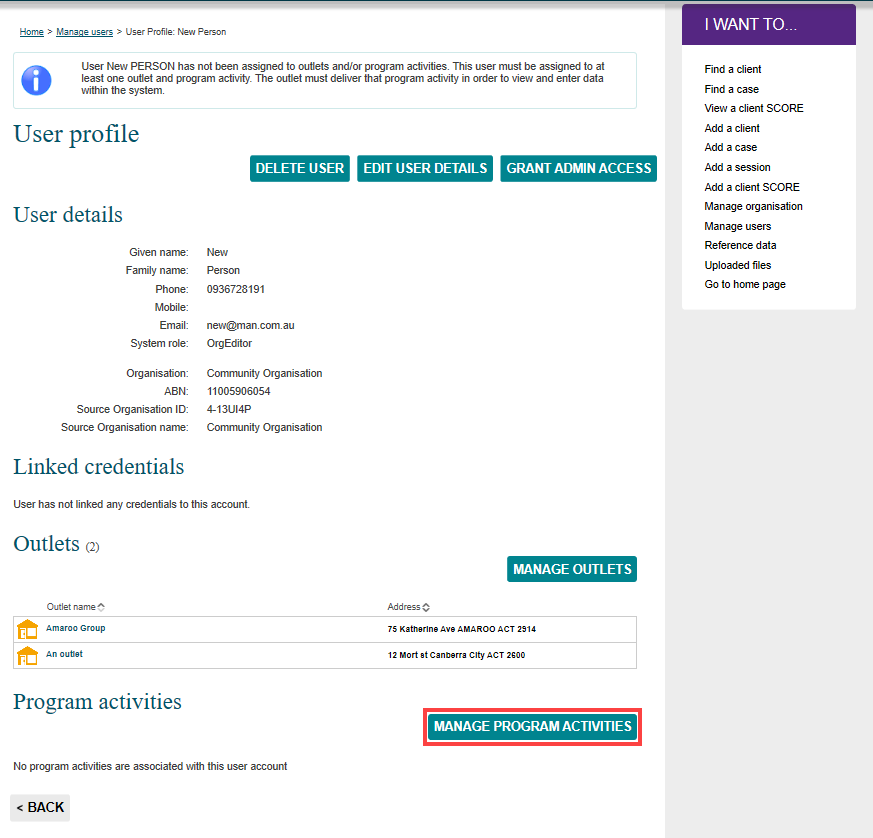 Home > Manage users > User Profile: New Person
User New PERSON has not been assigned to outlets and/or program activities. This user must be assigned to at
least one outlet and program activity. The outlet must deliver that program activity in order to view and enter data
within the system.
User profile
DELETE USER EDIT USER DETAILS GRANT ADMIN ACCESS
User details
Given name: New
Family name: Person
Phone: 0936728191
Mobile:
Email: new@man.com.au
System role: OrgEditor
Organisation: Community Organisation
ABN: 11005906054
Source Organisation ID: 4-13UI4P
Source Organisation name: Community Organisation
Linked credentials
User has not linked any credentials to this account.
Outlets (2)
MANAGE OUTLETS
Outlet name Address
Amaroo Group 75 Katherine Ave AMAROO ACT 2914
An outlet 12 Mort st Canberra City ACT 2600
Program activities
MANAGE PROGRAM ACTIVITIES
No program activities are associated with this user account
< BACK
I WANT TO...
Find a client
Find a case
View a client SCORE
Add a client
Add a case
Add a session
Add a client SCORE
Manage organisation
Manage users
Reference data
Uploaded files
Go to home page